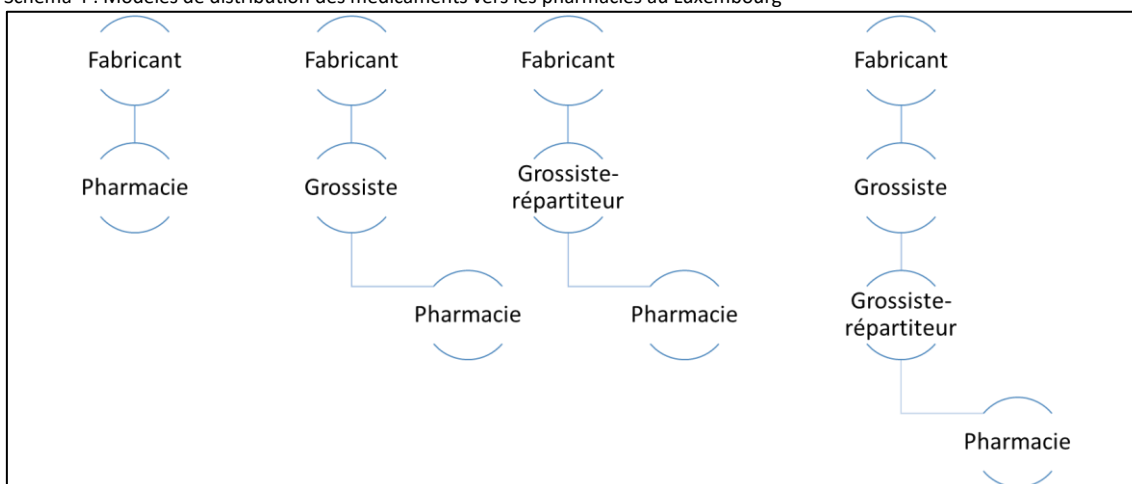 Schéma 4 : Modèles de distribution des médicaments vers les pharmacies au Luxembourg
Fabricant
Fabricant
Fabricant
Fabricant
Pharmacie
Grossiste
Grossiste-
répartiteur
Grossiste
Pharmacie
Pharmacie
Grossiste-
répartiteur
Pharmacie